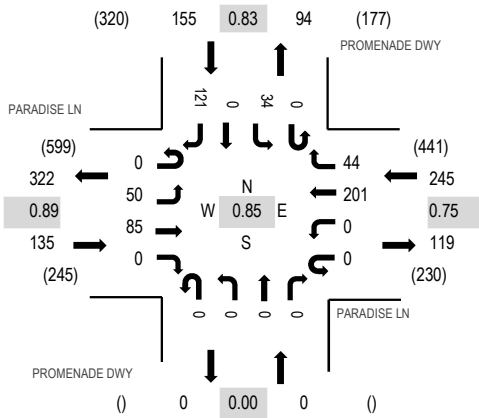 (320) 155 0.83 94 (177)
PROMENADE DWY
121 0 34 0
PARADISE LN
(599) (441)
0 44
322 245
50 201
N
0.89 W 0.85 E 0.75
85 0
S
135 119
0 0
(245) (230)
0 0 0 0
PARADISE LN
PROMENADE DWY
() 0 0.00 0 ()